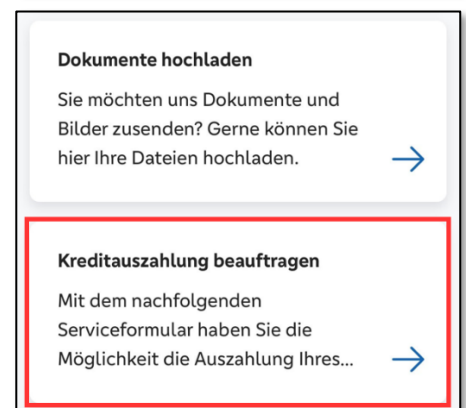 Dokumente hochladen
Sie möchten uns Dokumente und
Bilder zusenden? Gerne können Sie
hier Ihre Dateien hochladen.
Kreditauszahlung beauftragen
Mit dem nachfolgenden
Serviceformular haben Sie die
Möglichkeit die Auszahlung Ihres...